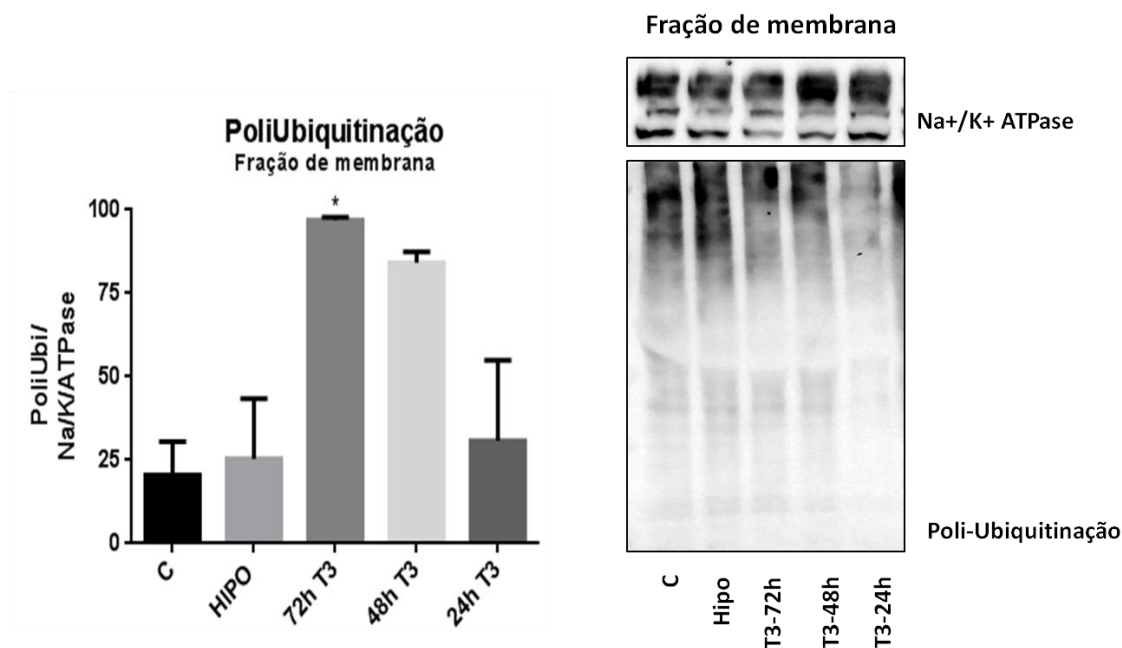 PoliUbiquitinação
Fração de membrana
PoliUbi/
Na/K/ATPase
100
75
50
25
0
*
C
HIPO
72h T3
48h T3
24h T3
Fração de membrana
Na+/K+ ATPase
Poli-Ubiquitinação
C
Hipo
T3-72h
T3-48h
T3-24h